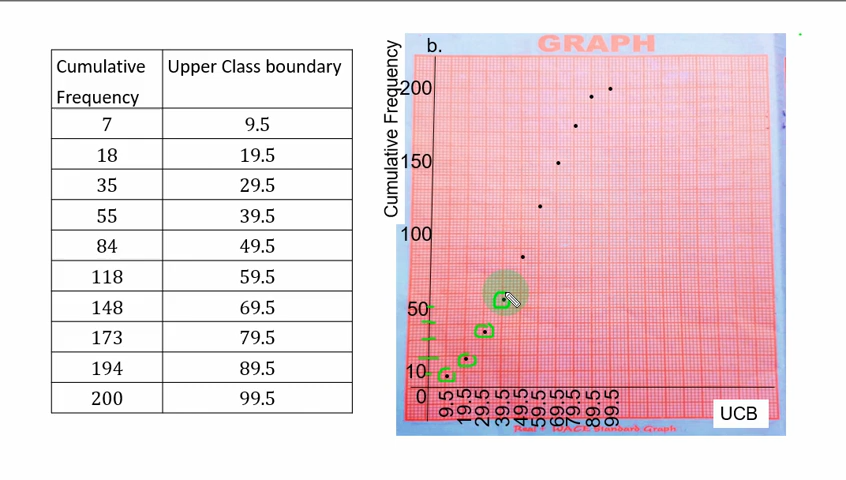 Cumulative Frequency Upper Class boundary
7 9.5
18 19.5
35 29.5
55 39.5
84 49.5
118 59.5
148 69.5
173 79.5
194 89.5
200 99.5
b.
GRAPH
Cumulative Frequency
200
150
100
50
10
0
9.5 19.5 29.5 39.5 49.5 59.5 69.5 79.5 89.5 99.5
UCB
WAEC Standard Graph